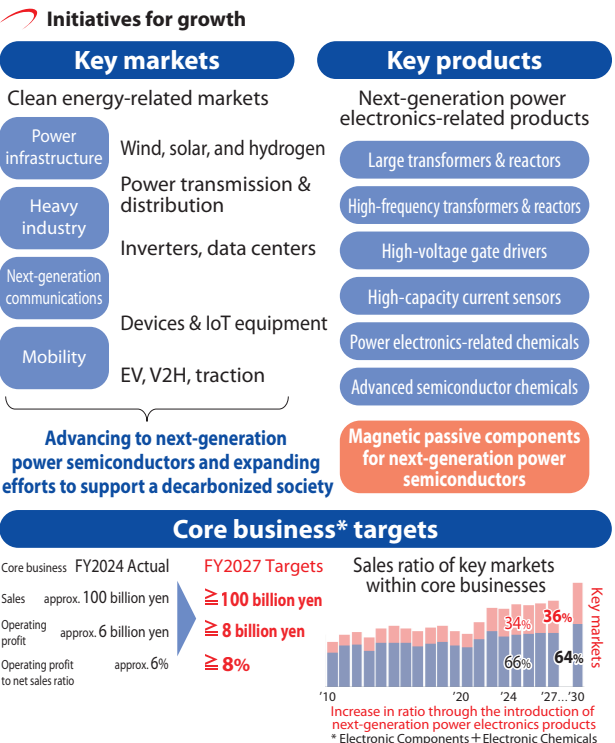 Initiatives for growth
Key markets
Clean energy-related markets
Power
infrastructure
Wind, solar, and hydrogen
Power transmission &
distribution
Heavy
industry
Inverters, data centers
Next-generation
communications
Devices & IoT equipment
Mobility
EV, V2H, traction
Advancing to next-generation
power semiconductors and expanding
efforts to support a decarbonized society
Key products
Next-generation power
electronics-related products
Large transformers & reactors
High-frequency transformers & reactors
High-voltage gate drivers
High-capacity current sensors
Power electronics-related chemicals
Advanced semiconductor chemicals
Magnetic passive components
for next-generation power
semiconductors
Core business* targets
Core business FY2024 Actual FY2027 Targets
Sales approx. 100 billion yen ≧100 billion yen
Operating
profit approx. 6 billion yen ≧8 billion yen
Operating profit
to net sales ratio approx. 6% ≧8%
Sales ratio of key markets
within core businesses
34% 36%
66% 64%
Key markets
'10 '20 '24 '27...'30
Increase in ratio through the introduction of
next-generation power electronics products
* Electronic Components+Electronic Chemicals